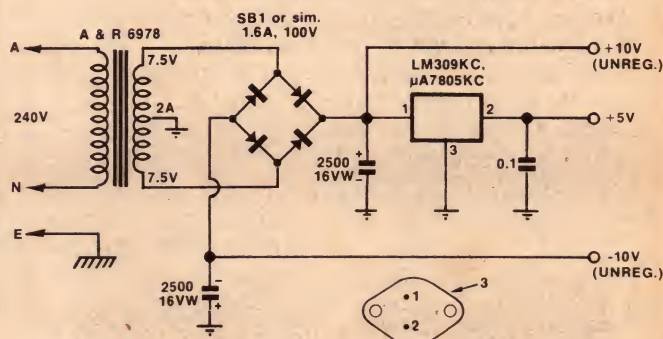 A & R 6978
SB1 or sim.
1.6A, 100V
A
7.5V
2A
240V
N
7.5V
E
LM309KC,
µA7805KC
1
2
3
2500
16VW
+
−
0.1
+10V
(UNREG.)
+5V
-10V
(UNREG.)
2500
16VW
−
+
3
1
2